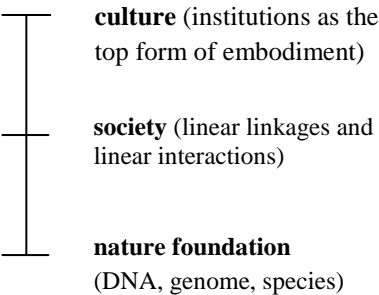 culture (institutions as the
top form of embodiment)
society (linear linkages and
linear interactions)
nature foundation
(DNA, genome, species)